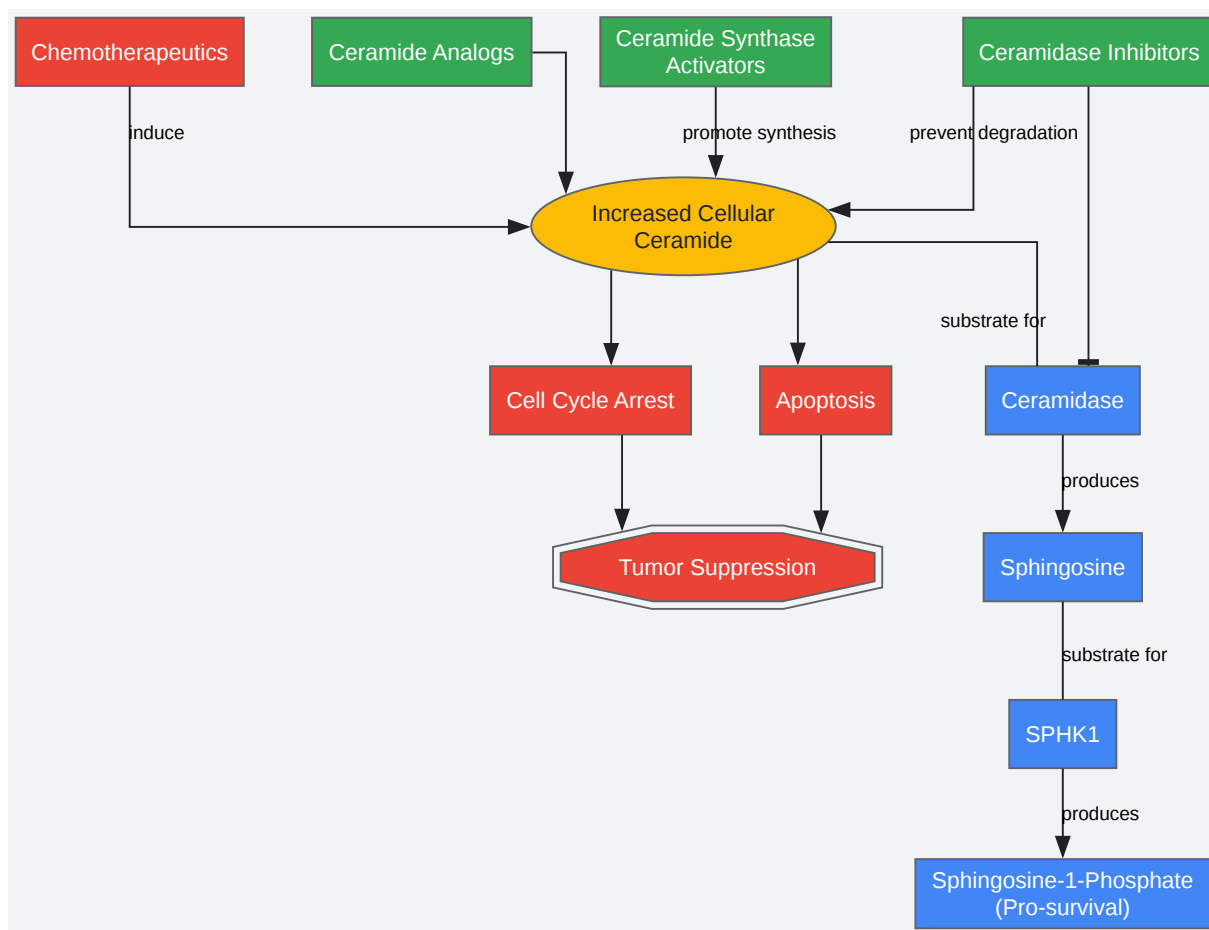 Chemotherapeutics
Ceramide Analogs
Ceramide Synthase
Activators
Ceramidase Inhibitors
induce
promote synthesis
prevent degradation
Increased Cellular
Ceramide
substrate for
Cell Cycle Arrest
Apoptosis
Ceramidase
produces
Tumor Suppression
Sphingosine
substrate for
SPHK1
produces
Sphingosine-1-Phosphate
(Pro-survival)